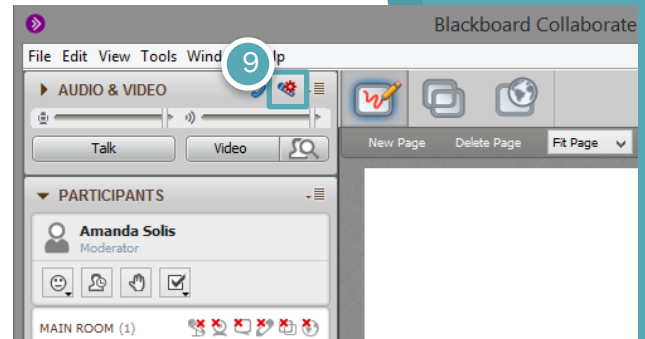 Blackboard Collaborate
File Edit View Tools Wind lp
9
AUDIO & VIDEO
Talk Video
New Page Delete Page Fit Page
PARTICIPANTS
Amanda Solis
Moderator
MAIN ROOM (1)